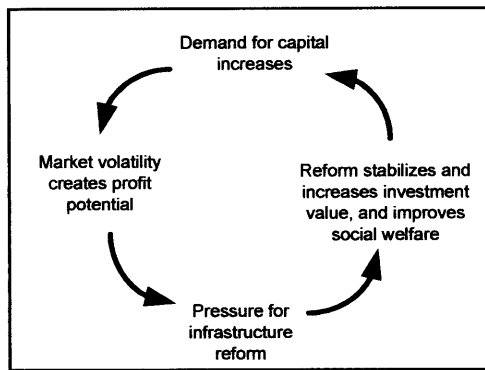 Demand for capital
increases
Market volatility
creates profit
potential
Reform stabilizes and
increases investment
value, and improves
social welfare
Pressure for
infrastructure
reform